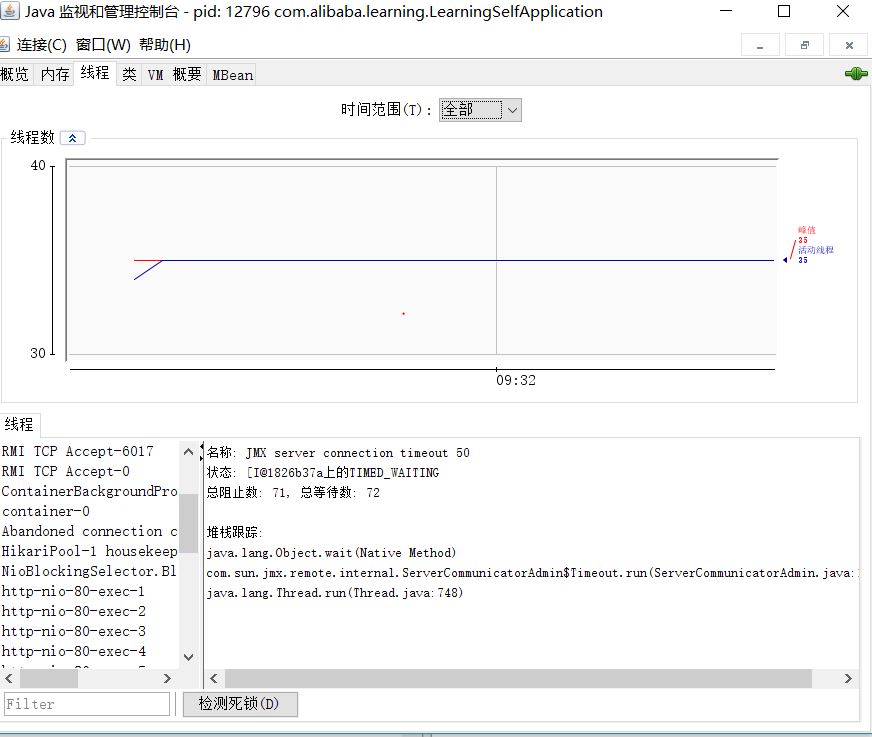 Java 监视和管理控制台 - pid: 12796 com.alibaba.learning.LearningSelfApplication
连接(C) 窗口(W) 帮助(H)
概览 内存 线程 类 VM 概要 MBean
时间范围(T): 全部
线程数
40
峰值
35
活动线程
35
30
09:32
线程
RMI TCP Accept-6017
RMI TCP Accept-0
ContainerBackgroundPro
container-0
Abandoned connection c
HikariPool-1 housekeep
NioBlockingSelector.Bl
http-nio-80-exec-1
http-nio-80-exec-2
http-nio-80-exec-3
http-nio-80-exec-4
名称: JMX server connection timeout 50
状态: [I@1826b37a上的TIMED_WAITING
总阻止数: 71, 总等待数: 72
堆栈跟踪:
java.lang.Object.wait(Native Method)
com.sun.jmx.remote.internal.ServerCommunicatorAdmin$Timeout.run(ServerCommunicatorAdmin.java:
java.lang.Thread.run(Thread.java:748)
Filter
检测死锁(D)